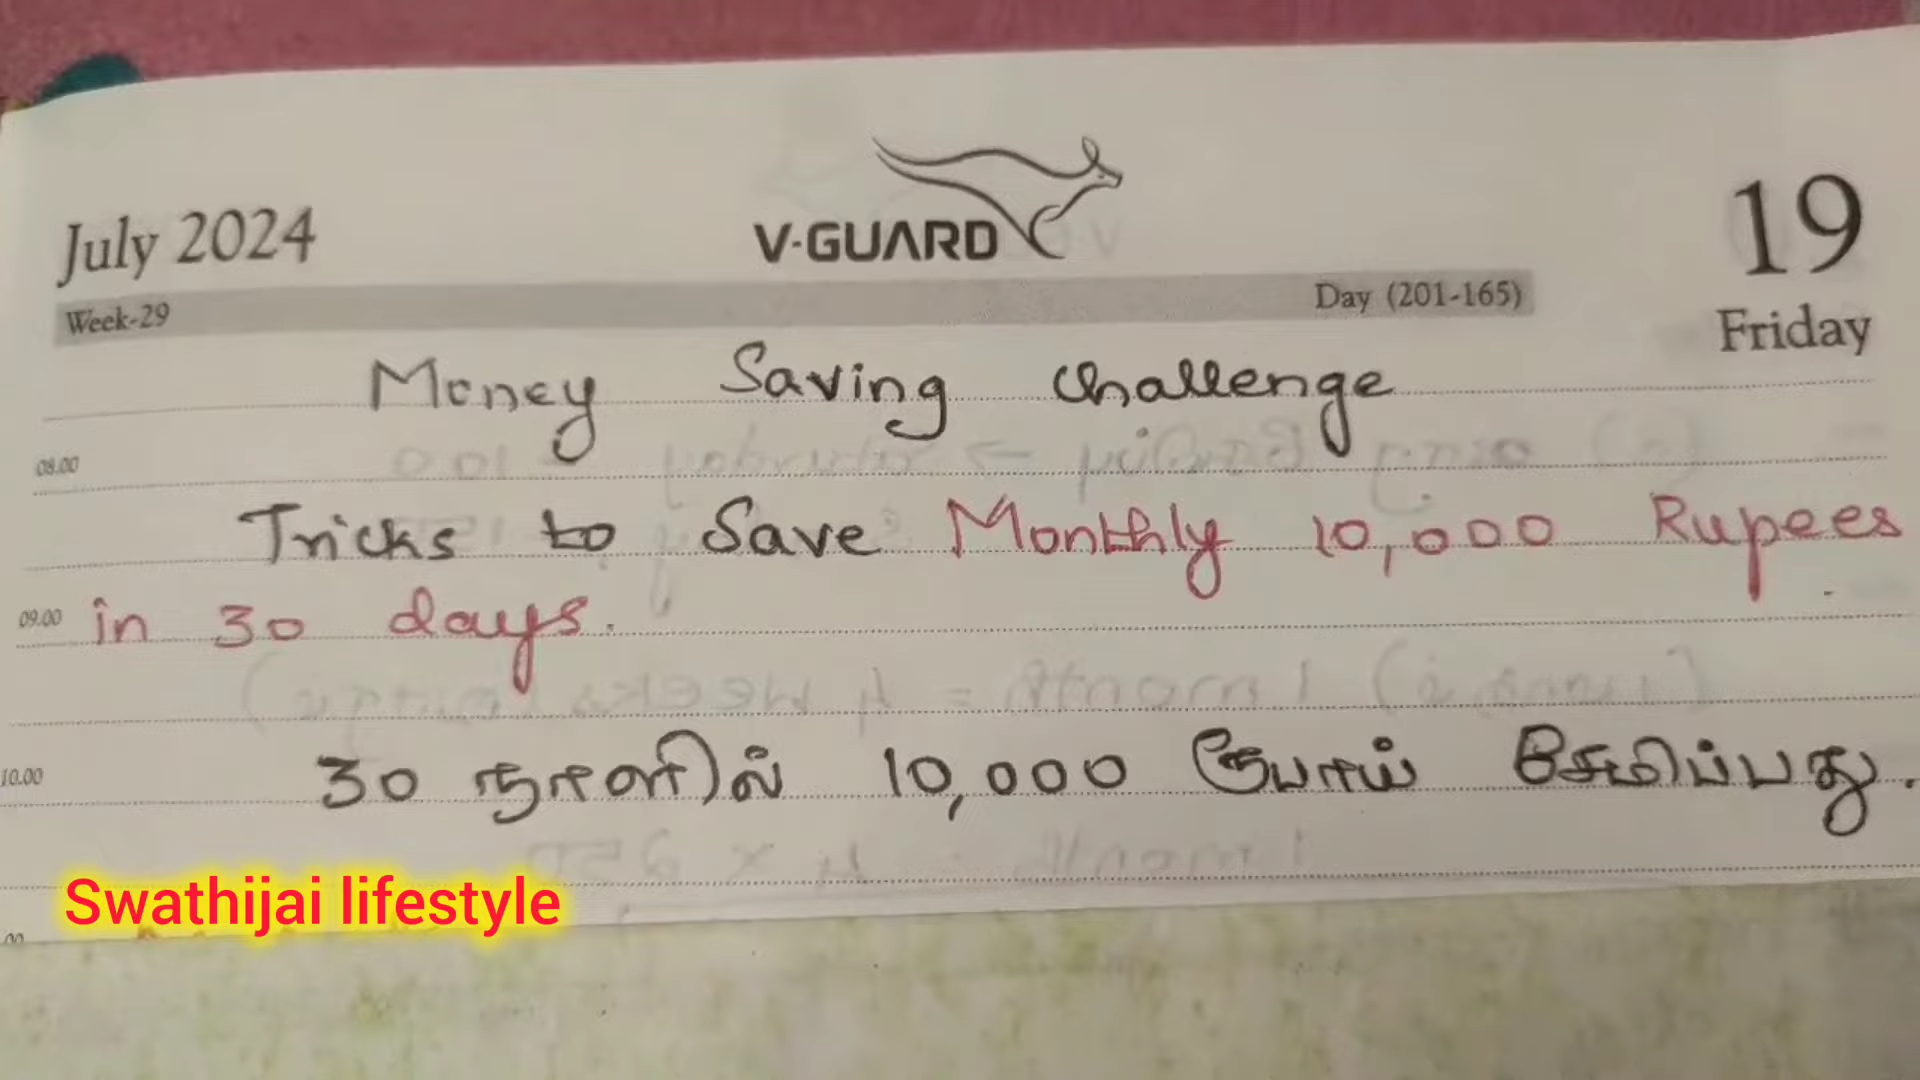 July 2024
V-GUARD
19
Week-29
Day (201-165)
Friday
Money Saving challenge
08.00
Tricks to Save Monthly 10,000 Rupees
09.00 in 30 days.
10.00 30 நாளில் 10,000 ரூபாய் சேமிப்பது.
Swathijai lifestyle